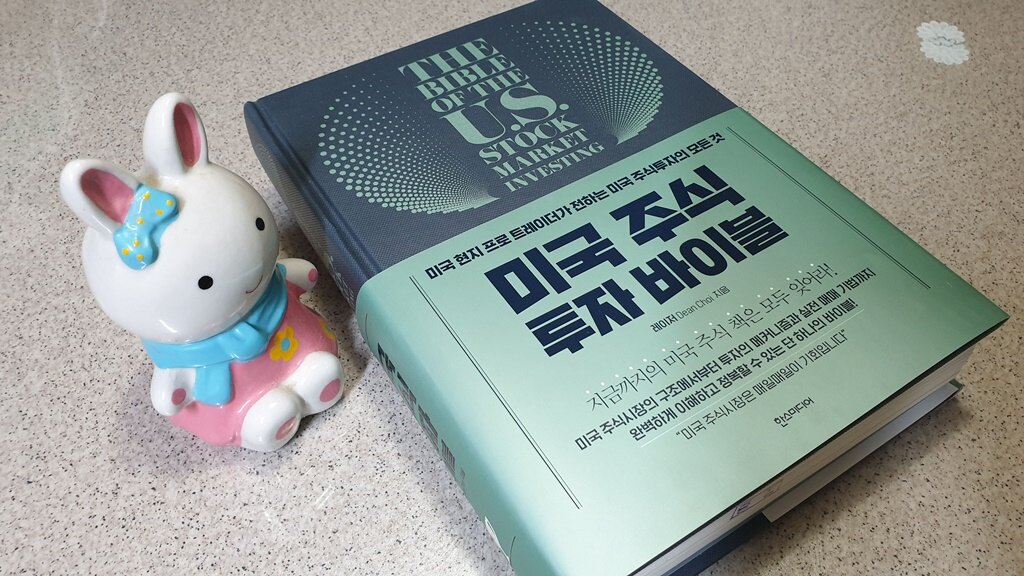 THE
BIBLE
OF THE
U.S.
STOCK
MARKET
INVESTING
미국 현지 프로 트레이더가 전하는 미국 주식투자의 모든 것
미국 주식
투자 바이블
레이저 Dean Choi 지음
지금까지의 미국 주식 책은 모두 잊어라!
미국 주식시장의 구조에서부터 투자의 메커니즘과 실전 매매 기법까지
완벽하게 이해하고 정복할 수 있는 단 하나의 바이블!
“미국 주식시장은 매일매일이 기회입니다”
한스미디어